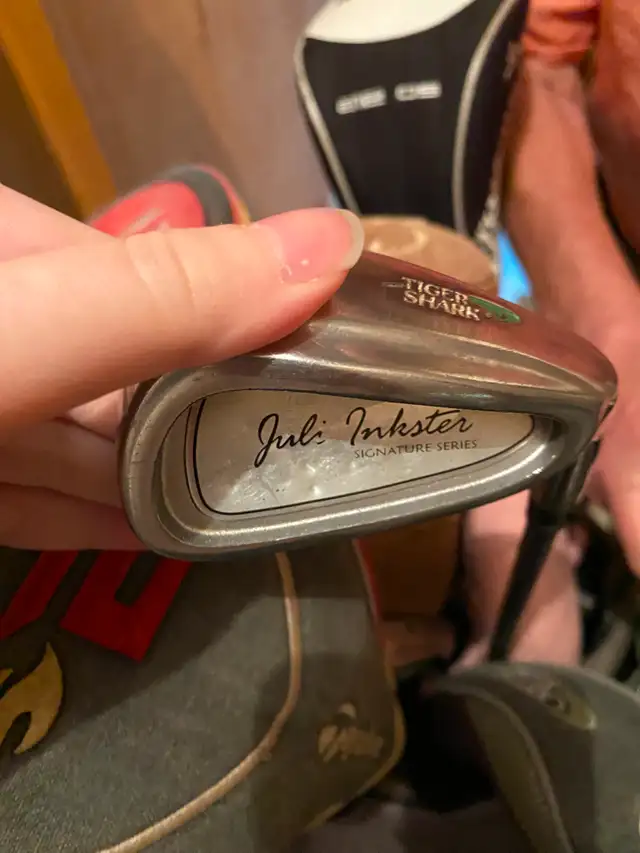 TIGER
SHARK
Juli Inkster
SIGNATURE SERIES